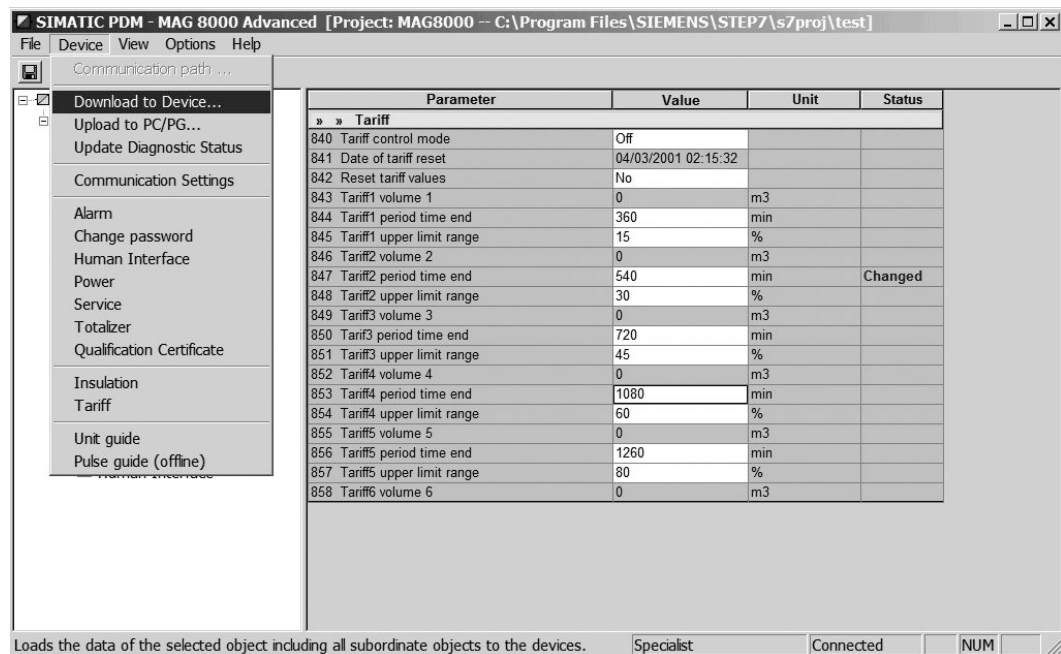 SIMATIC PDM - MAG 8000 Advanced [Project: MAG8000 -- C:\Program Files\SIEMENS\STEP7\s7proj\test]
File Device View Options Help
Communication path ...
Download to Device...
Upload to PC/PG...
Update Diagnostic Status
Communication Settings
Alarm
Change password
Human Interface
Power
Service
Totalizer
Qualification Certificate
Insulation
Tariff
Unit guide
Pulse guide (offline)
Human Interface
Parameter Value Unit Status
» » Tariff
840 Tariff control mode Off
841 Date of tariff reset 04/03/2001 02:15:32
842 Reset tariff values No
843 Tariff1 volume 1 0 m3
844 Tariff1 period time end 360 min
845 Tariff1 upper limit range 15 %
846 Tariff2 volume 2 0 m3
847 Tariff2 period time end 540 min Changed
848 Tariff2 upper limit range 30 %
849 Tariff3 volume 3 0 m3
850 Tarif3 period time end 720 min
851 Tariff3 upper limit range 45 %
852 Tariff4 volume 4 0 m3
853 Tariff4 period time end 1080 min
854 Tariff4 upper limit range 60 %
855 Tariff5 volume 5 0 m3
856 Tariff5 period time end 1260 min
857 Tariff5 upper limit range 80 %
858 Tariff6 volume 6 0 m3
Loads the data of the selected object including all subordinate objects to the devices. Specialist Connected NUM